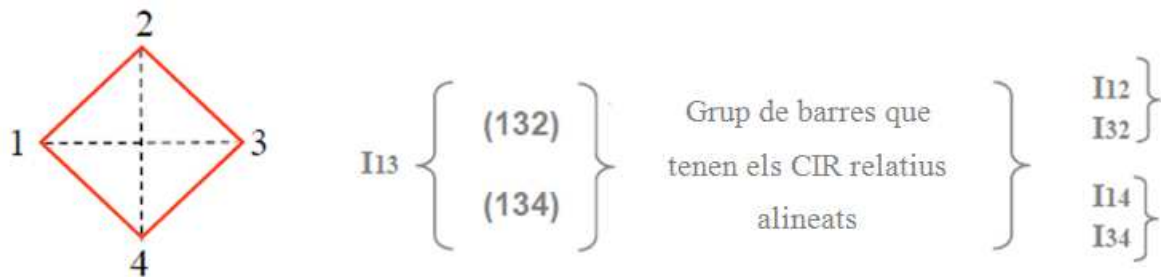 2
1
3
4
I13
(132)
(134)
Grup de barres que
tenen els CIR relatius
alineats
I12
I32
I14
I34